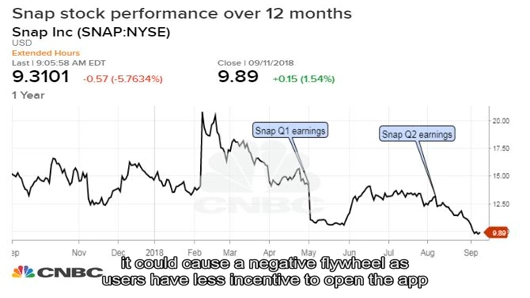 Snap stock performance over 12 months
Snap Inc (SNAP:NYSE)
USD
Extended Hours
Last | 9:05:58 AM EDT
9.3101 -0.57 (-5.7634%)
Close | 09/11/2018
9.89 +0.15 (1.54%)
1 Year
20.00
Snap Q1 earnings
Snap Q2 earnings
17.50
15.00
12.50
CNBC
9.89
ep Nov Dec 2018 Feb Mar Apr May Jun Jul Aug Sep
CNBC
it could cause a negative flywheel as
users have less incentive to open the app